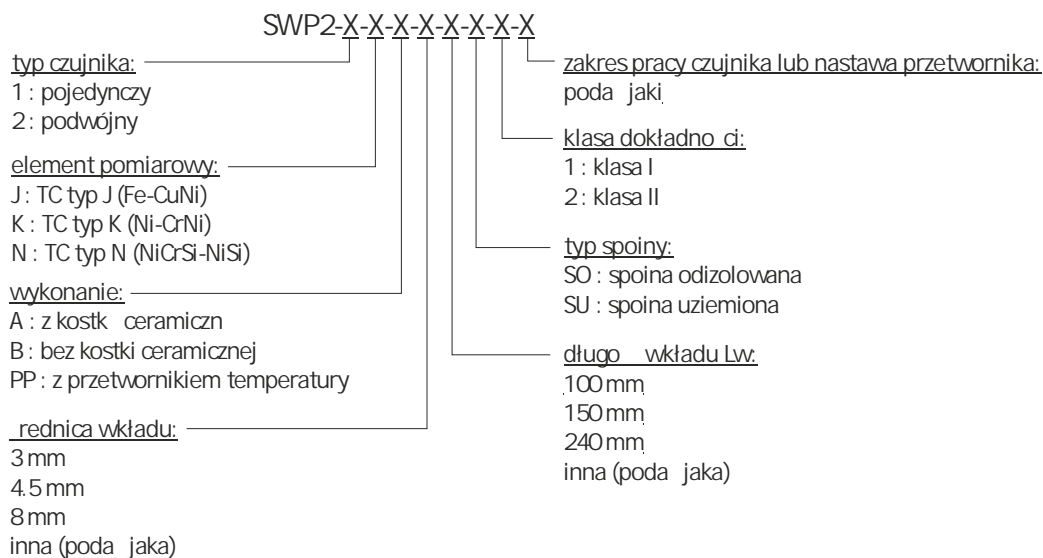 SWP2-X-X-X-X-X-X-X-X
typ czujnika:
1 : pojedynczy
2 : podwójny
element pomiarowy:
J : TC typ J (Fe-CuNi)
K : TC typ K (Ni-CrNi)
N : TC typ N (NiCrSi-NiSi)
wykonanie:
A : z kostk ceramiczn
B : bez kostki ceramicznej
PP : z przetwornikiem temperatury
rednica wkładu:
3 mm
4.5 mm
8 mm
inna (poda jaka)
zakres pracy czujnika lub nastawa przetwornika:
poda jaki
klasa dokładno ci:
1 : klasa I
2 : klasa II
typ spoiny:
SO : spoina odizolowana
SU : spoina uziemiona
długo wkładu Lw:
100 mm
150 mm
240 mm
inna (poda jaka)